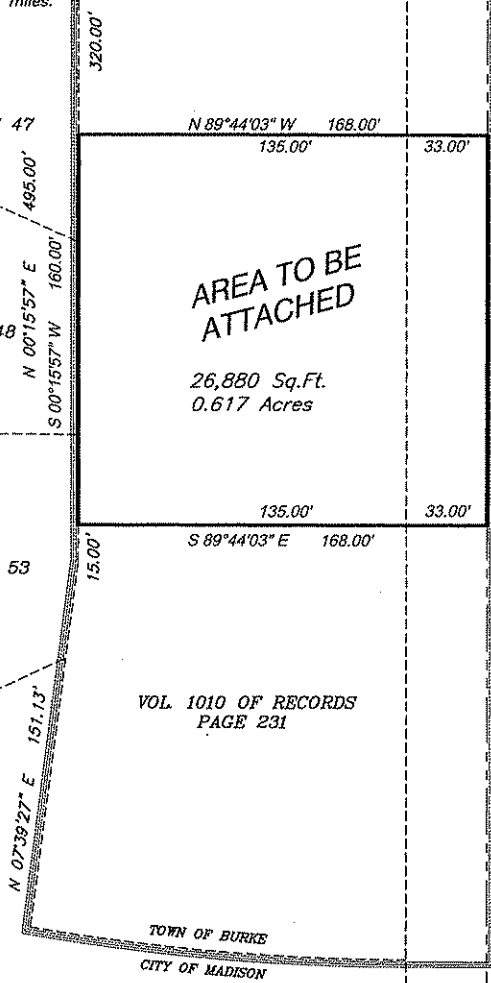 miles.
320.00'
47
N 89°44'03" W 168.00'
135.00' 33.00'
495.00'
N 00°15'57" E
S 00°15'57" W 160.00'
AREA TO BE
ATTACHED
48
26,880 Sq.Ft.
0.617 Acres
135.00' 33.00'
S 89°44'03" E 168.00'
15.00'
53
VOL. 1010 OF RECORDS
PAGE 231
N 07°39'27" E 151.13'
TOWN OF BURKE
CITY OF MADISON